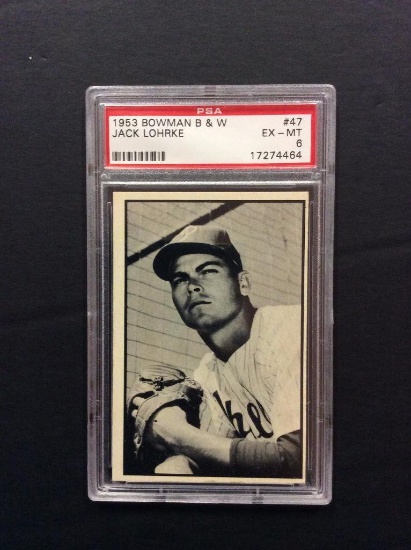 PSA
1953 BOWMAN B & W #47
JACK LOHRKE EX - MT
6
17274464